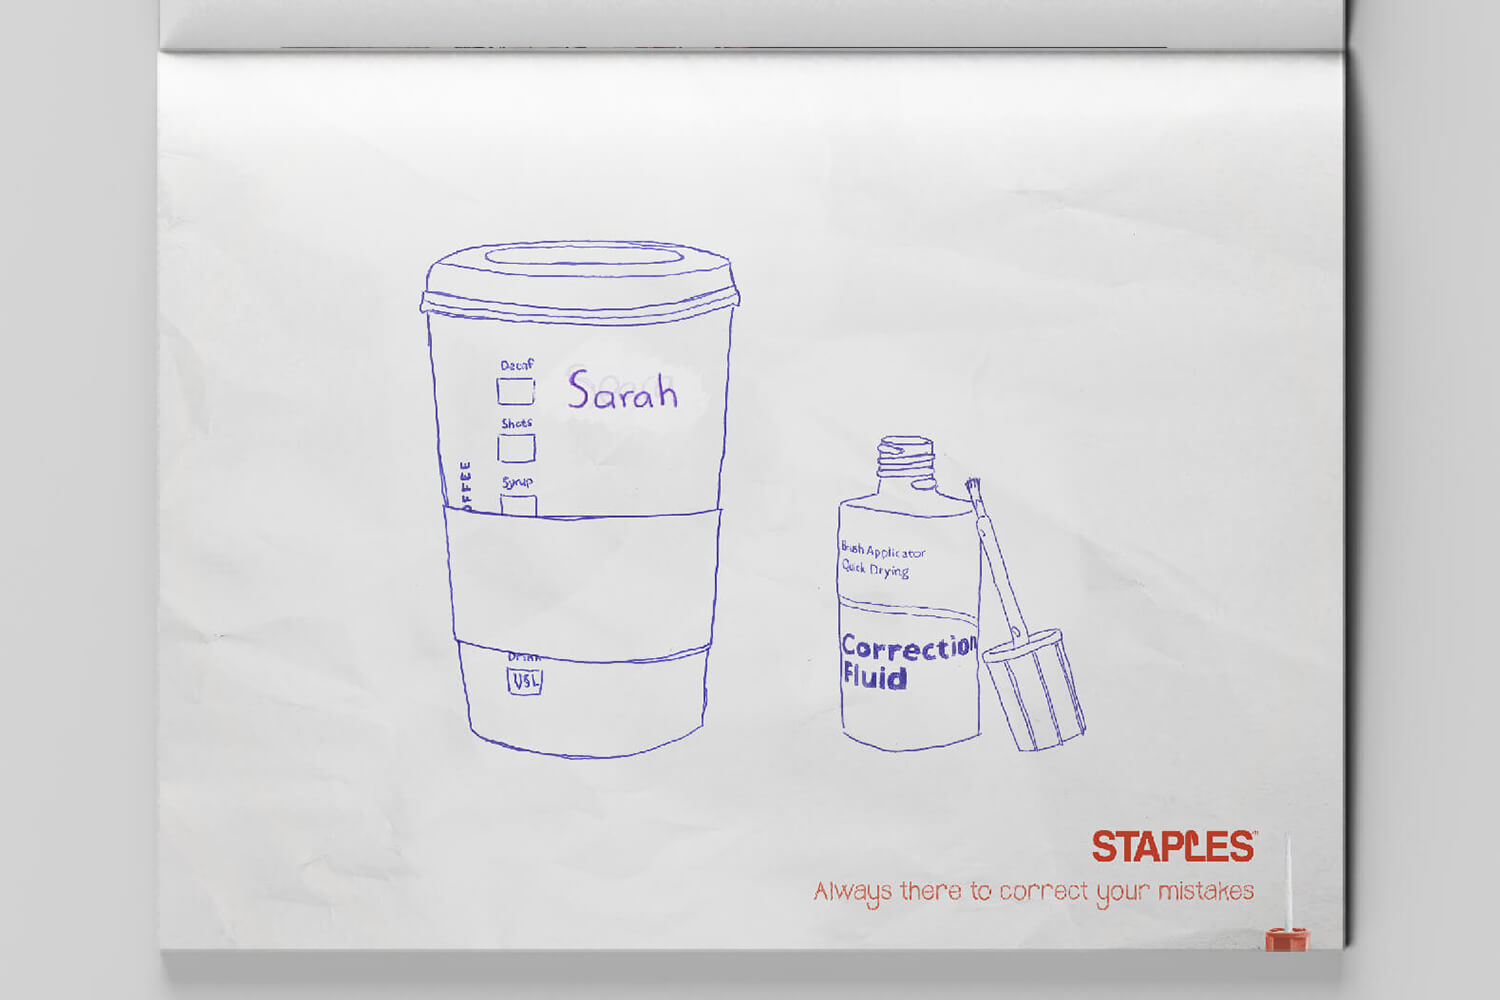 Decaf
Sarah
Shots
Syrup
OFFEE
VSL
Brush Applicator
Quick Drying
Correction
Fluid
STAPLES
Always there to correct your mistakes